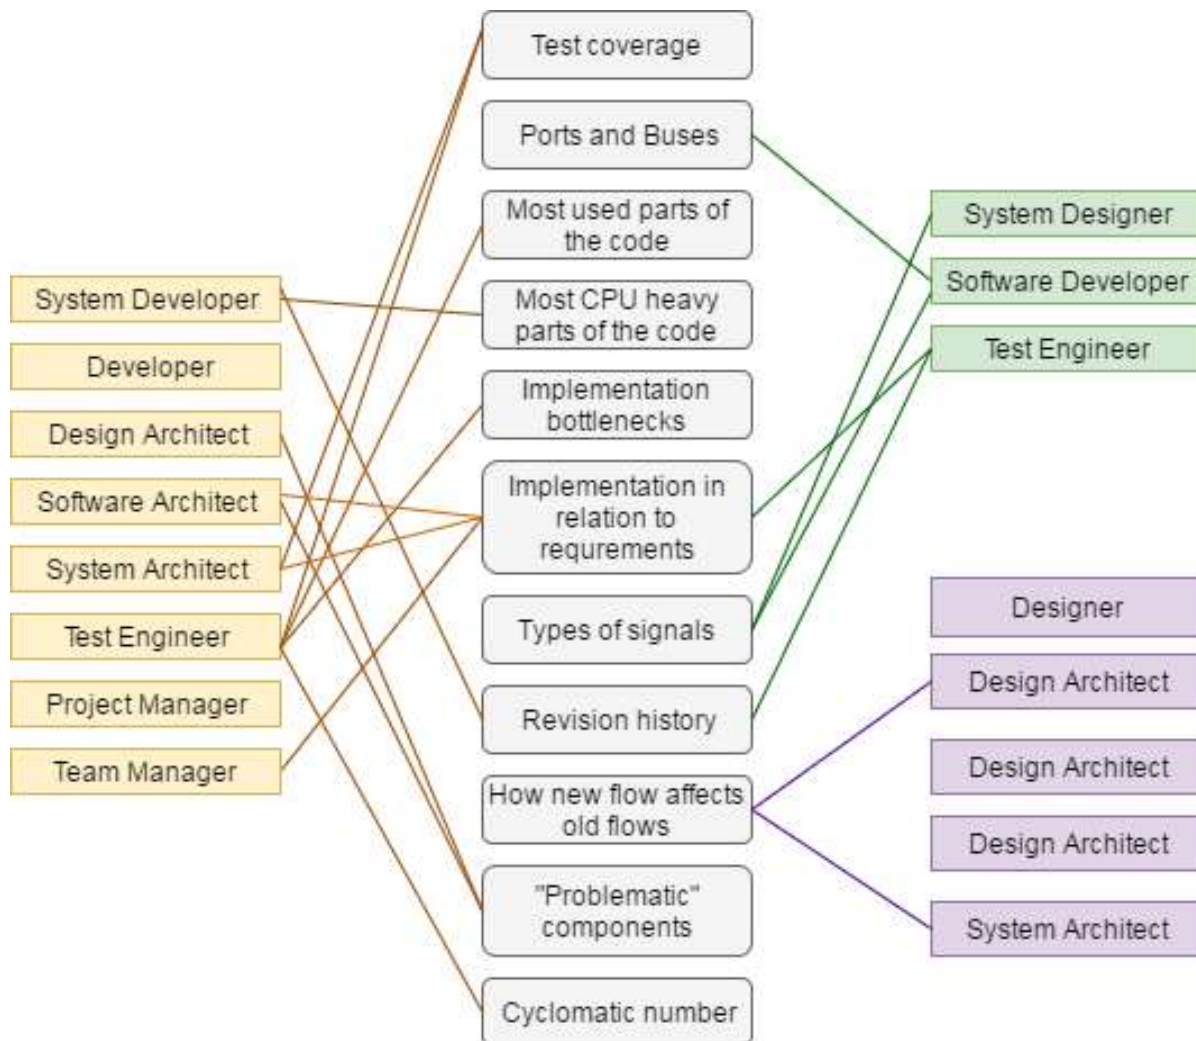 Test coverage
Ports and Buses
Most used parts of
the code
Most CPU heavy
parts of the code
Implementation
bottlenecks
Implementation in
relation to
requrements
Types of signals
Revision history
How new flow affects
old flows
"Problematic"
components
Cyclomatic number
System Developer
Developer
Design Architect
Software Architect
System Architect
Test Engineer
Project Manager
Team Manager
System Designer
Software Developer
Test Engineer
Designer
Design Architect
Design Architect
Design Architect
System Architect